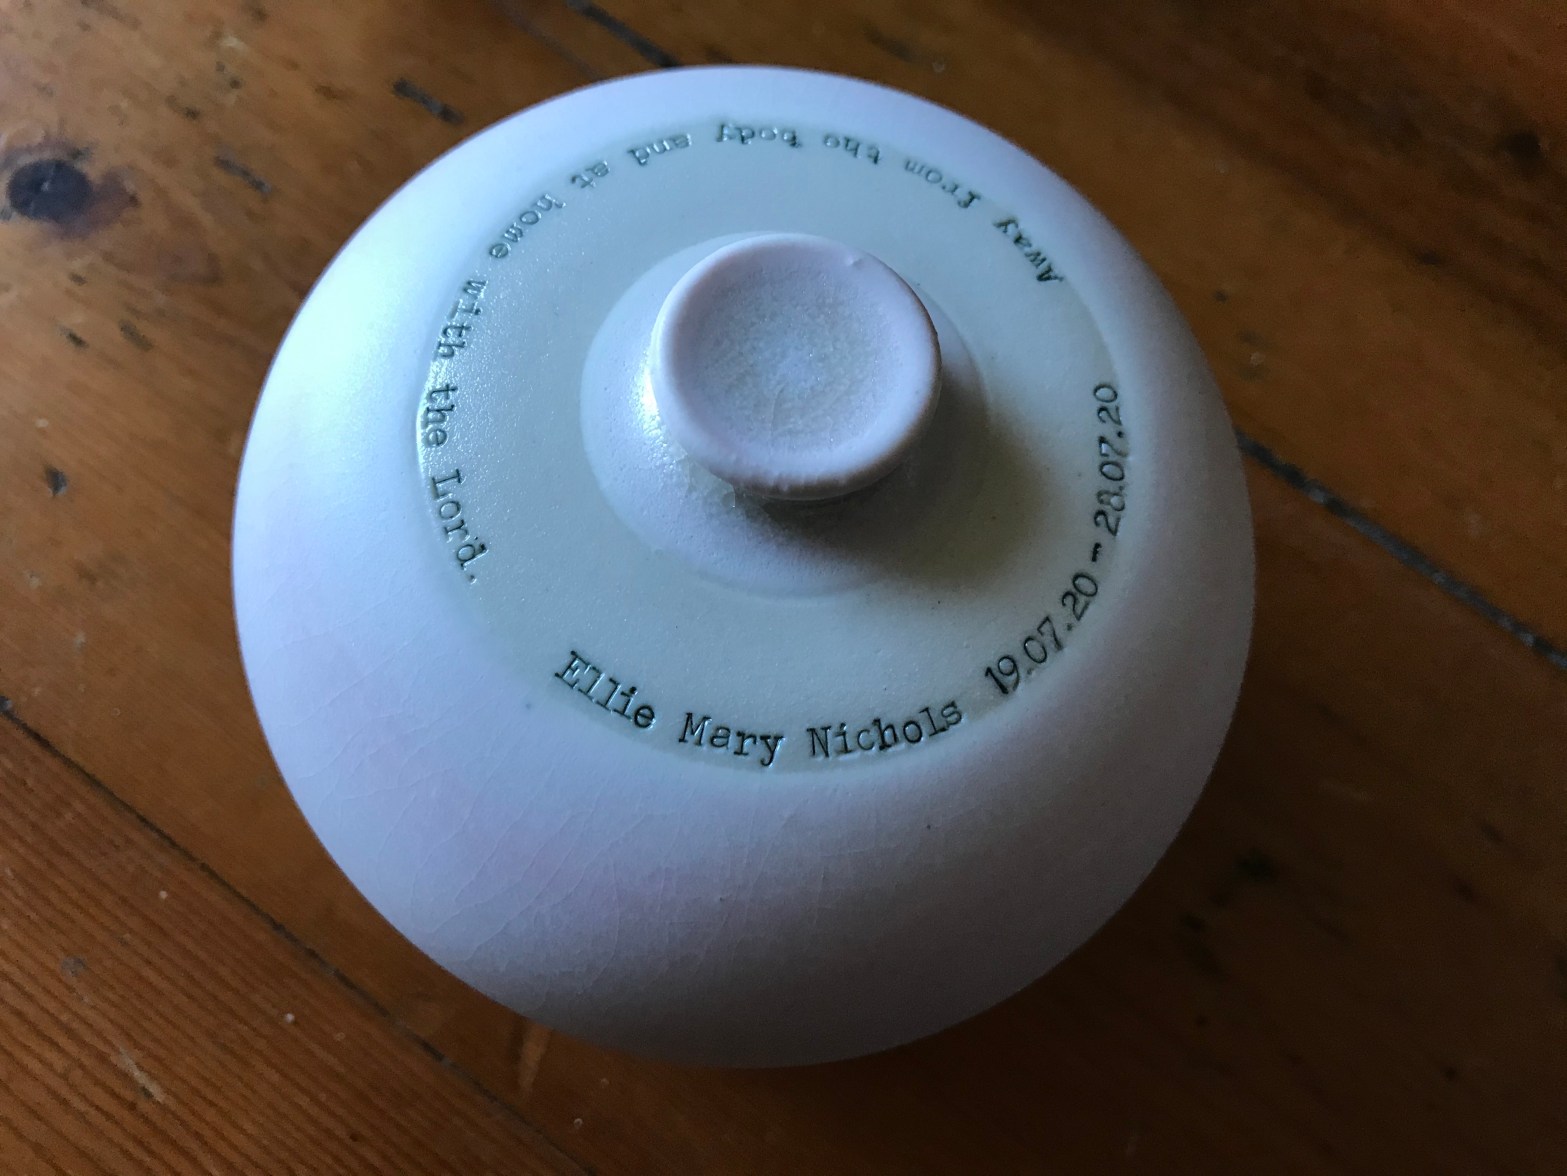 Ellie Mary Nichols 19.07.20 - 28.07.20
Away from the body and at home with the Lord.